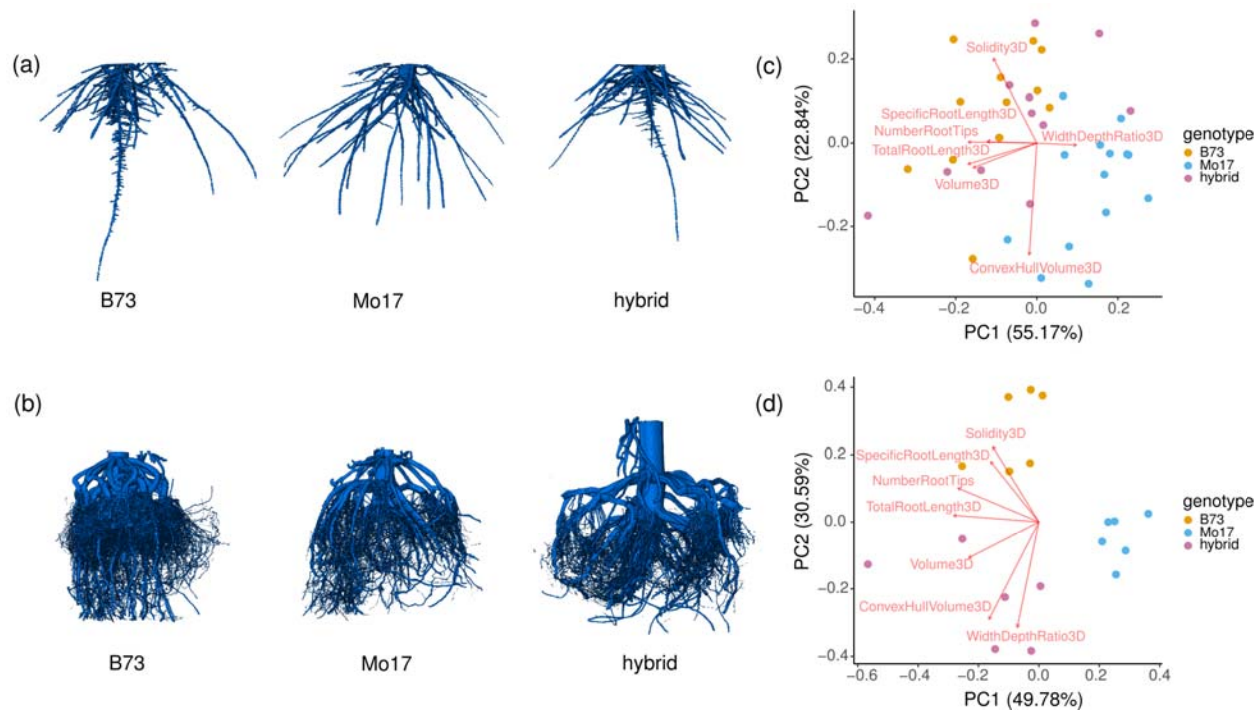 (a)
B73
Mo17
hybrid
(c)
PC2 (22.84%)
0.2
0.0
−0.2
Solidity3D
SpecificRootLength3D
NumberRootTips
WidthDepthRatio3D
TotalRootLength3D
Volume3D
ConvexHullVolume3D
−0.4
−0.2
0.0
0.2
PC1 (55.17%)
genotype
B73
Mo17
hybrid
(b)
B73
Mo17
hybrid
(d)
PC2 (30.59%)
0.4
0.2
0.0
−0.2
−0.4
Solidity3D
SpecificRootLength3D
NumberRootTips
TotalRootLength3D
Volume3D
ConvexHullVolume3D
WidthDepthRatio3D
−0.6
−0.4
−0.2
0.0
0.2
0.4
PC1 (49.78%)
genotype
B73
Mo17
hybrid